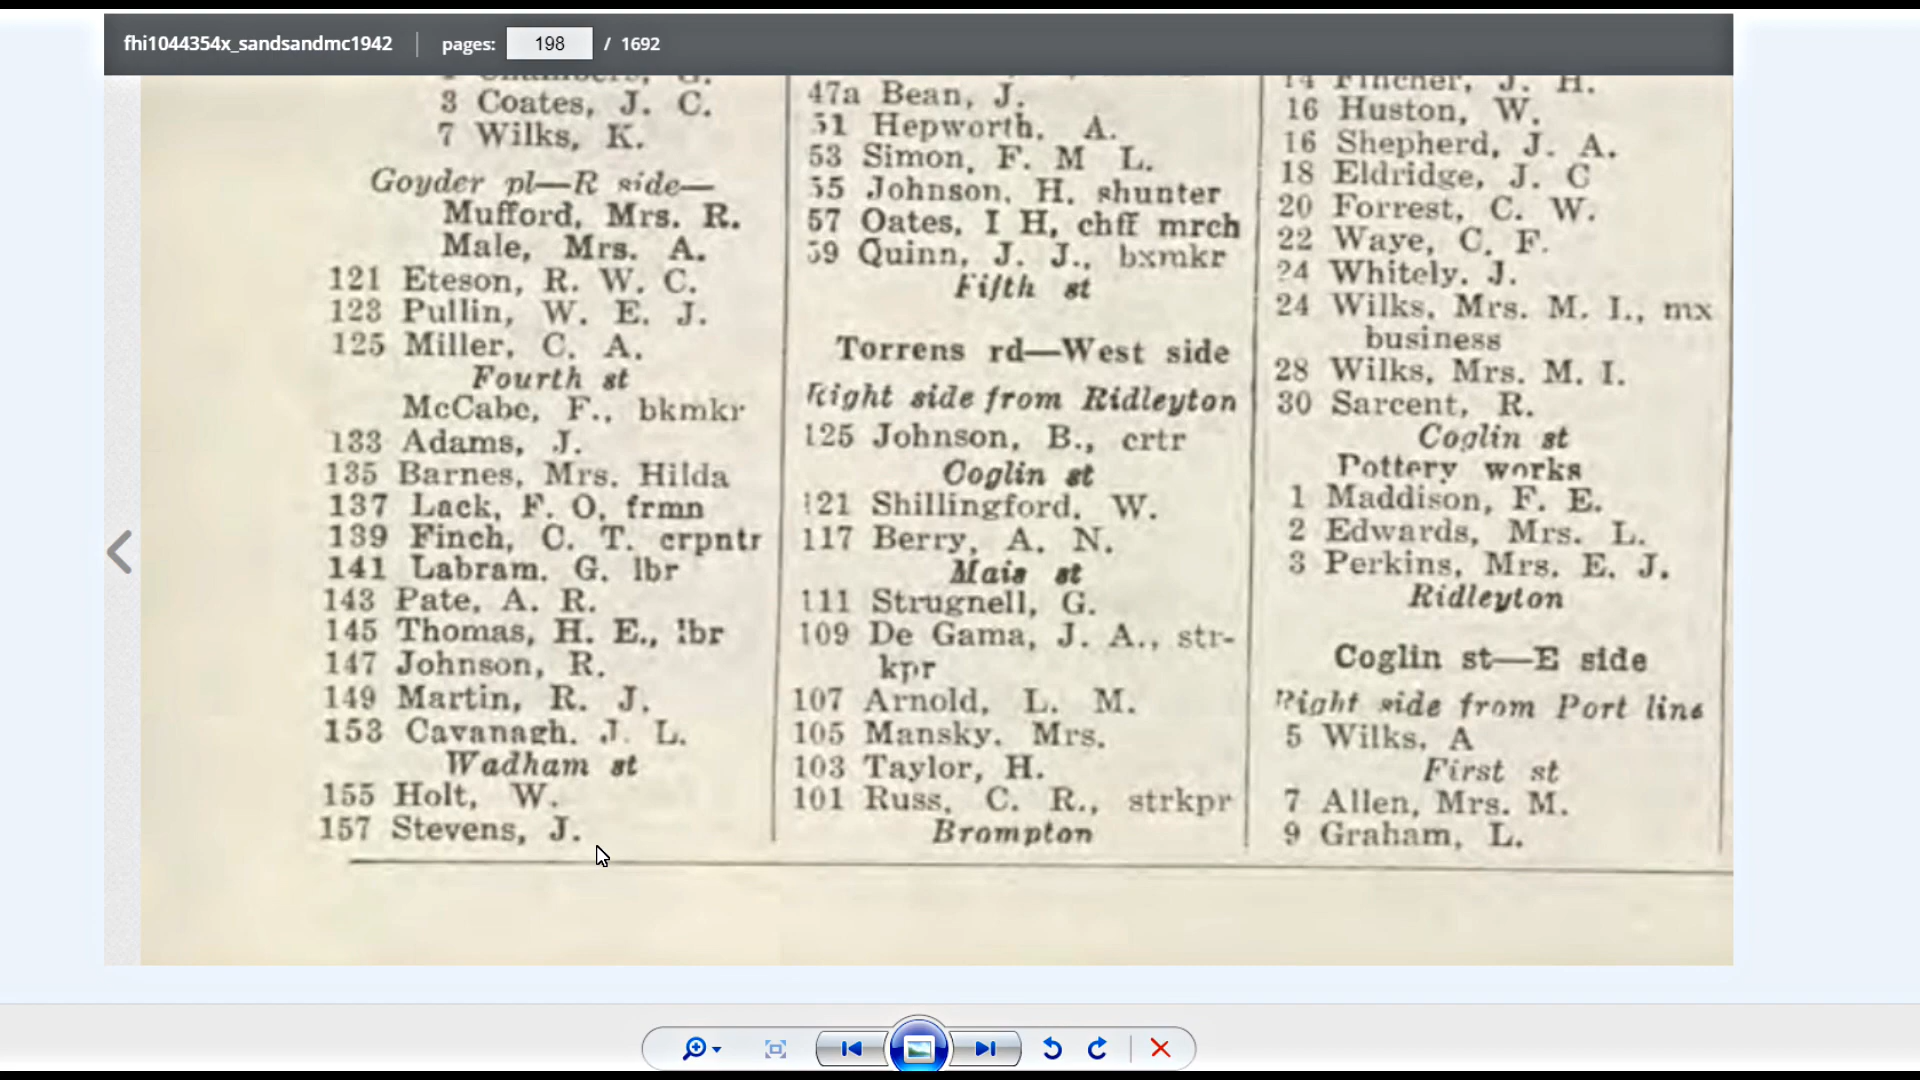 fhi1044354x_sandsandmc1942
pages: 198 / 1692
3 Coates, J. C.
7 Wilks, K.
Goyder pl—R side—
Mufford, Mrs. R.
Male, Mrs. A.
121 Eteson, R. W. C.
123 Pullin, W. E. J.
125 Miller, C. A.
Fourth st
McCabe, F., bkmkr
133 Adams, J.
135 Barnes, Mrs. Hilda
137 Lack, F. O, frmn
139 Finch, C. T. crpntr
141 Labram. G. lbr
143 Pate, A. R.
145 Thomas, H. E., lbr
147 Johnson, R.
149 Martin, R. J.
153 Cavanagh. J. L.
Wadham st
155 Holt, W.
157 Stevens, J.
47a Bean, J.
51 Hepworth, A.
53 Simon, F. M L.
55 Johnson, H. shunter
57 Oates, I H, chff mrch
59 Quinn, J. J., bxmkr
Fifth st
Torrens rd—West side
Right side from Ridleyton
125 Johnson, B., crtr
Coglin st
121 Shillingford, W.
117 Berry, A. N.
Mais st
111 Strugnell, G.
109 De Gama, J. A., str-
kpr
107 Arnold, L. M.
105 Mansky, Mrs.
103 Taylor, H.
101 Russ, C. R., strkpr
Brompton
14 Fincher, J. H.
16 Huston, W.
16 Shepherd, J. A.
18 Eldridge, J. C
20 Forrest, C. W.
22 Waye, C. F.
24 Whitely, J.
24 Wilks, Mrs. M. I., mx
business
28 Wilks, Mrs. M. I.
30 Sarcent, R.
Coglin st
Pottery works
1 Maddison, F. E.
2 Edwards, Mrs. L.
3 Perkins, Mrs. E. J.
Ridleyton
Coglin st—E side
Right side from Port line
5 Wilks, A
First st
7 Allen, Mrs. M.
9 Graham, L.